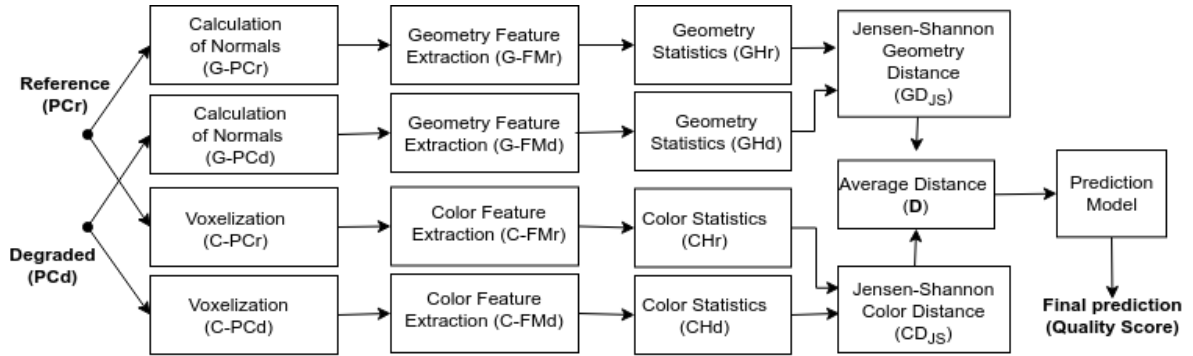 Reference
(PCr)
Degraded
(PCd)
Calculation
of Normals
(G-PCr)
Geometry Feature
Extraction (G-FMr)
Geometry
Statistics (GHr)
Jensen-Shannon
Geometry
Distance
(GD_JS)
Calculation
of Normals
(G-PCd)
Geometry Feature
Extraction (G-FMd)
Geometry
Statistics (GHd)
Voxelization
(C-PCr)
Color Feature
Extraction (C-FMr)
Color Statistics
(CHr)
Average Distance
(D)
Prediction
Model
Voxelization
(C-PCd)
Color Feature
Extraction (C-FMd)
Color Statistics
(CHd)
Jensen-Shannon
Color Distance
(CD_JS)
Final prediction
(Quality Score)